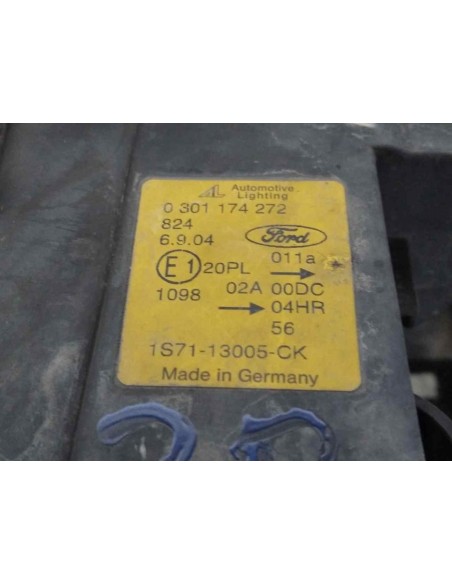 AL Automotive Lighting
0 301 174 272
824
6.9.04 Ford
E1 20PL 011a →
1098 02A 00DC
→ 04HR
56
1S71-13005-CK
Made in Germany